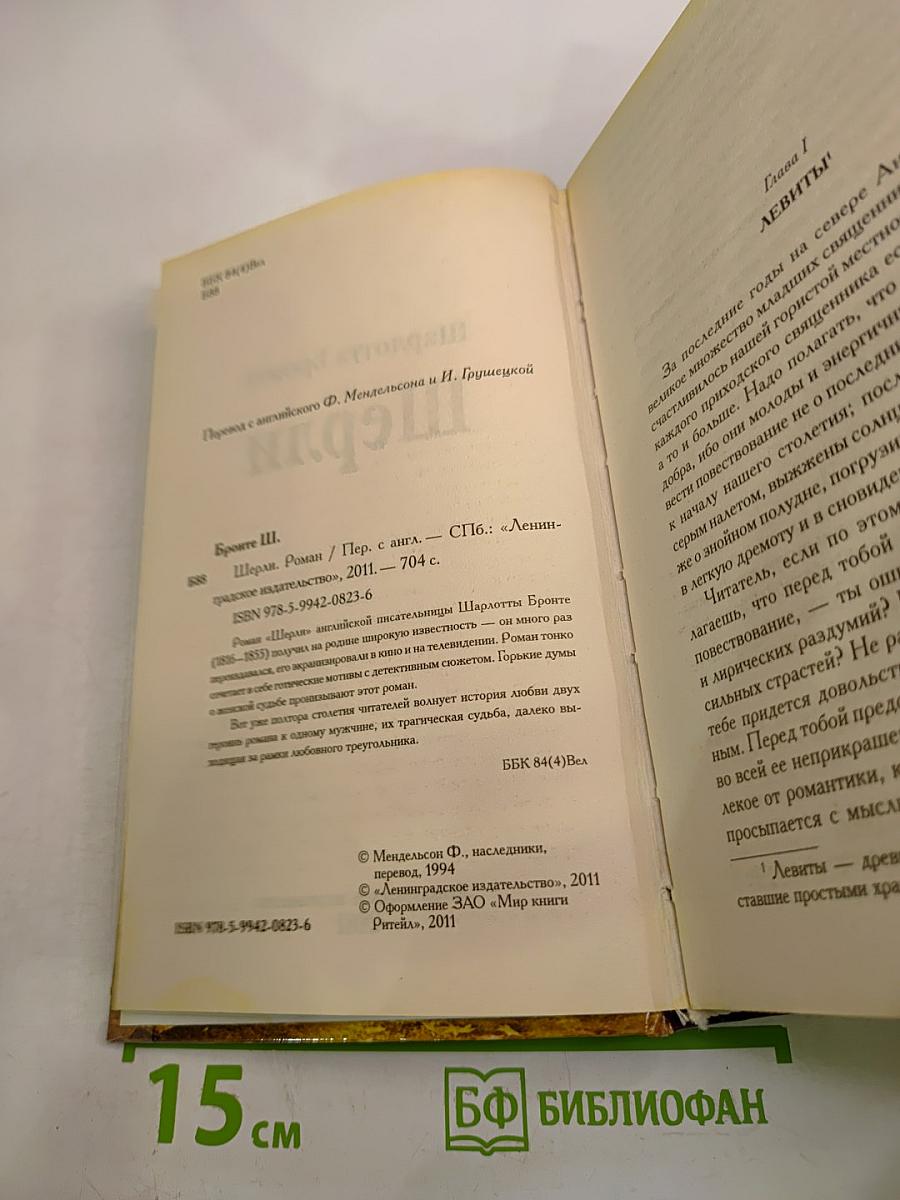 ББК 84(4)Вел
Б88
Перевод с английского Ф. Мендельсона и И. Грушецкой
Бронте Ш.
Б88 Шерли. Роман / Пер. с англ. — СПб.: «Ленин-
градское издательство», 2011. — 704 с.
ISBN 978-5-9942-0823-6
Роман «Шерли» английской писательницы Шарлотты Бронте
(1816—1855) получил на родине широкую известность — он много раз
переиздавался, его экранизировали в кино и на телевидении. Роман тонко
сочетает в себе готические мотивы с детективным сюжетом. Горькие думы
о женской судьбе пронизывают этот роман.
Вот уже полтора столетия читателей волнует история любви двух
героинь романа к одному мужчине, их трагическая судьба, далеко вы-
ходящая за рамки любовного треугольника.
ББК 84(4)Вел
© Мендельсон Ф., наследники,
перевод, 1994
© «Ленинградское издательство», 2011
© Оформление ЗАО «Мир книги
Ритейл», 2011
ISBN 978-5-9942-0823-6
Глава I
ЛЕВИТЫ¹
За последние годы на севере Ан
великое множество младших священни
счастливилось нашей гористой местно
каждого приходского священника ес
а то и больше. Надо полагать, что
добра, ибо они молоды и энергичн
вести повествование не о последни
к началу нашего столетия; посл
серым налетом, выжжены солнц
же о знойном полудне, погрузи
в легкую дремоту и в сновиде
Читатель, если по этом
лагаешь, что перед тобой
повествование, — ты оши
и лирических раздумий?
сильных страстей? Не ра
тебе придется довольст
ным. Перед тобой предс
во всей ее неприкраше
лекое от романтики, к
просыпается с мысл
¹ Левиты — древ
ставшие простыми хра
15 см
БФ БИБЛИОФАН